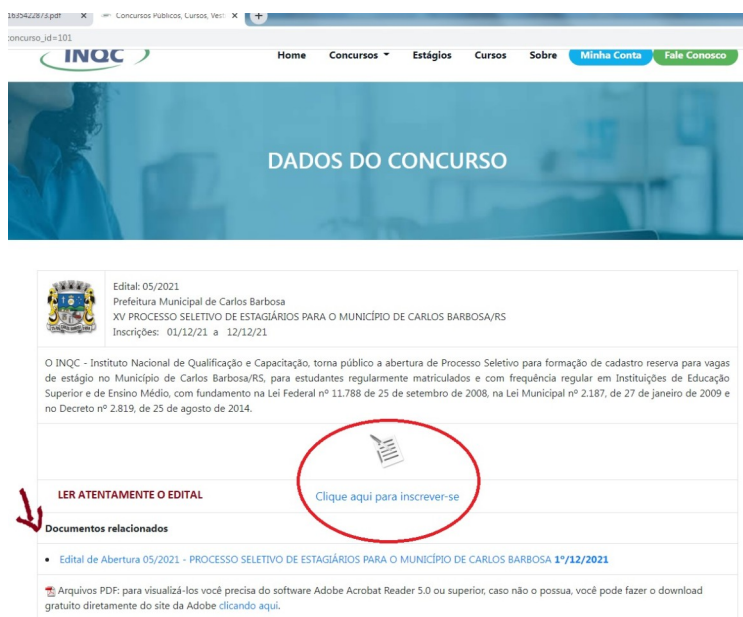 1635422873.pdf
Concursos Públicos, Cursos, Vest
concurso_id=101
INQC
Home Concursos Estágios Cursos Sobre Minha Conta Fale Conosco
DADOS DO CONCURSO
Edital: 05/2021
Prefeitura Municipal de Carlos Barbosa
XV PROCESSO SELETIVO DE ESTAGIÁRIOS PARA O MUNICÍPIO DE CARLOS BARBOSA/RS
Inscrições: 01/12/21 a 12/12/21
O INQC - Instituto Nacional de Qualificação e Capacitação, torna público a abertura de Processo Seletivo para formação de cadastro reserva para vagas
de estágio no Município de Carlos Barbosa/RS, para estudantes regularmente matriculados e com frequência regular em Instituições de Educação
Superior e de Ensino Médio, com fundamento na Lei Federal nº 11.788 de 25 de setembro de 2008, na Lei Municipal nº 2.187, de 27 de janeiro de 2009 e
no Decreto nº 2.819, de 25 de agosto de 2014.
LER ATENTAMENTE O EDITAL
Clique aqui para inscrever-se
Documentos relacionados
• Edital de Abertura 05/2021 - PROCESSO SELETIVO DE ESTAGIÁRIOS PARA O MUNICÍPIO DE CARLOS BARBOSA 1º/12/2021
Arquivos PDF: para visualizá-los você precisa do software Adobe Acrobat Reader 5.0 ou superior, caso não o possua, você pode fazer o download
gratuito diretamente do site da Adobe clicando aqui.